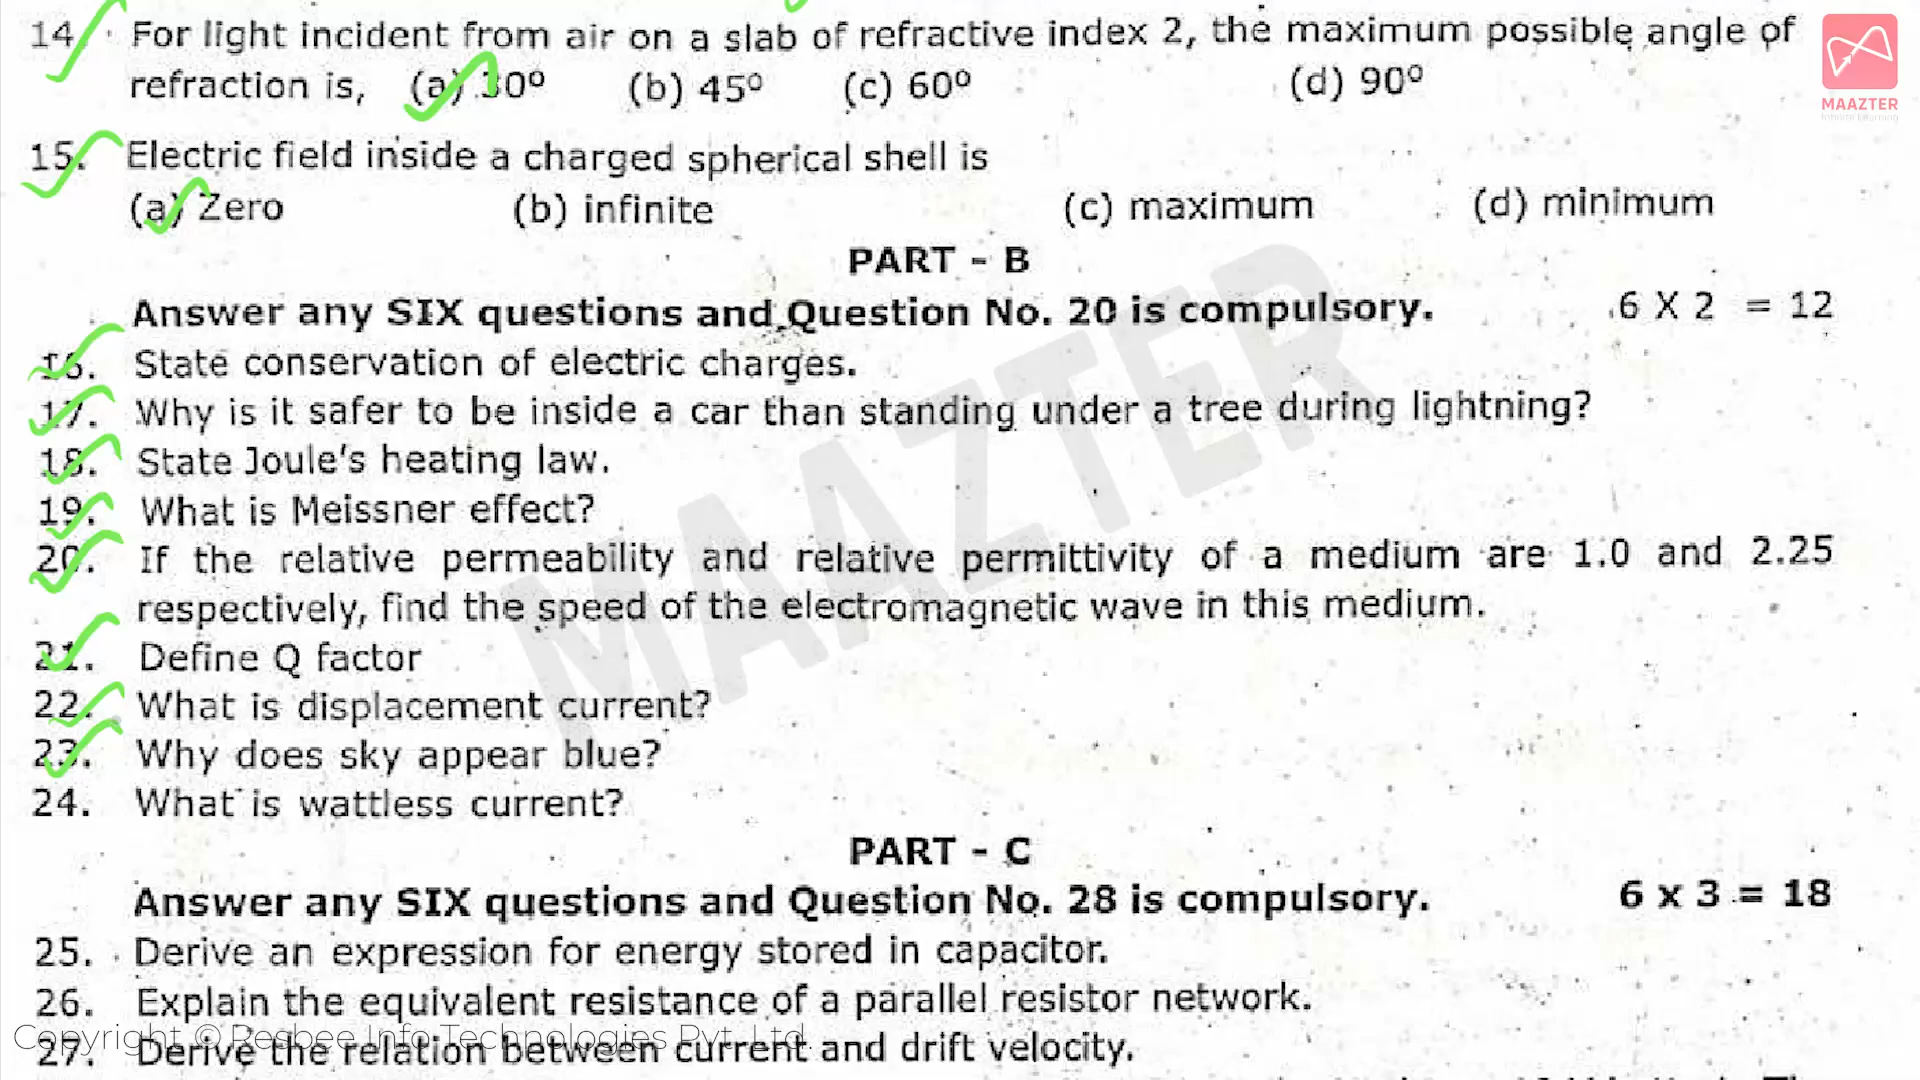 14. For light incident from air on a slab of refractive index 2, the maximum possible angle of
refraction is, (a) 30º (b) 45º (c) 60º (d) 90º
MAAZTER
Infinite Learning
15. Electric field inside a charged spherical shell is
(a) Zero (b) infinite (c) maximum (d) minimum
PART - B
Answer any SIX questions and Question No. 20 is compulsory. 6 X 2 = 12
16. State conservation of electric charges.
17. Why is it safer to be inside a car than standing under a tree during lightning?
18. State Joule's heating law.
19. What is Meissner effect?
20. If the relative permeability and relative permittivity of a medium are 1.0 and 2.25
respectively, find the speed of the electromagnetic wave in this medium.
21. Define Q factor
22. What is displacement current?
23. Why does sky appear blue?
24. What is wattless current?
MAAZTER
PART - C
Answer any SIX questions and Question No. 28 is compulsory. 6 x 3 = 18
25. Derive an expression for energy stored in capacitor.
26. Explain the equivalent resistance of a parallel resistor network.
Copyright © Resbee Info Technologies Pvt. Ltd.
27. Derive the relation between current and drift velocity.